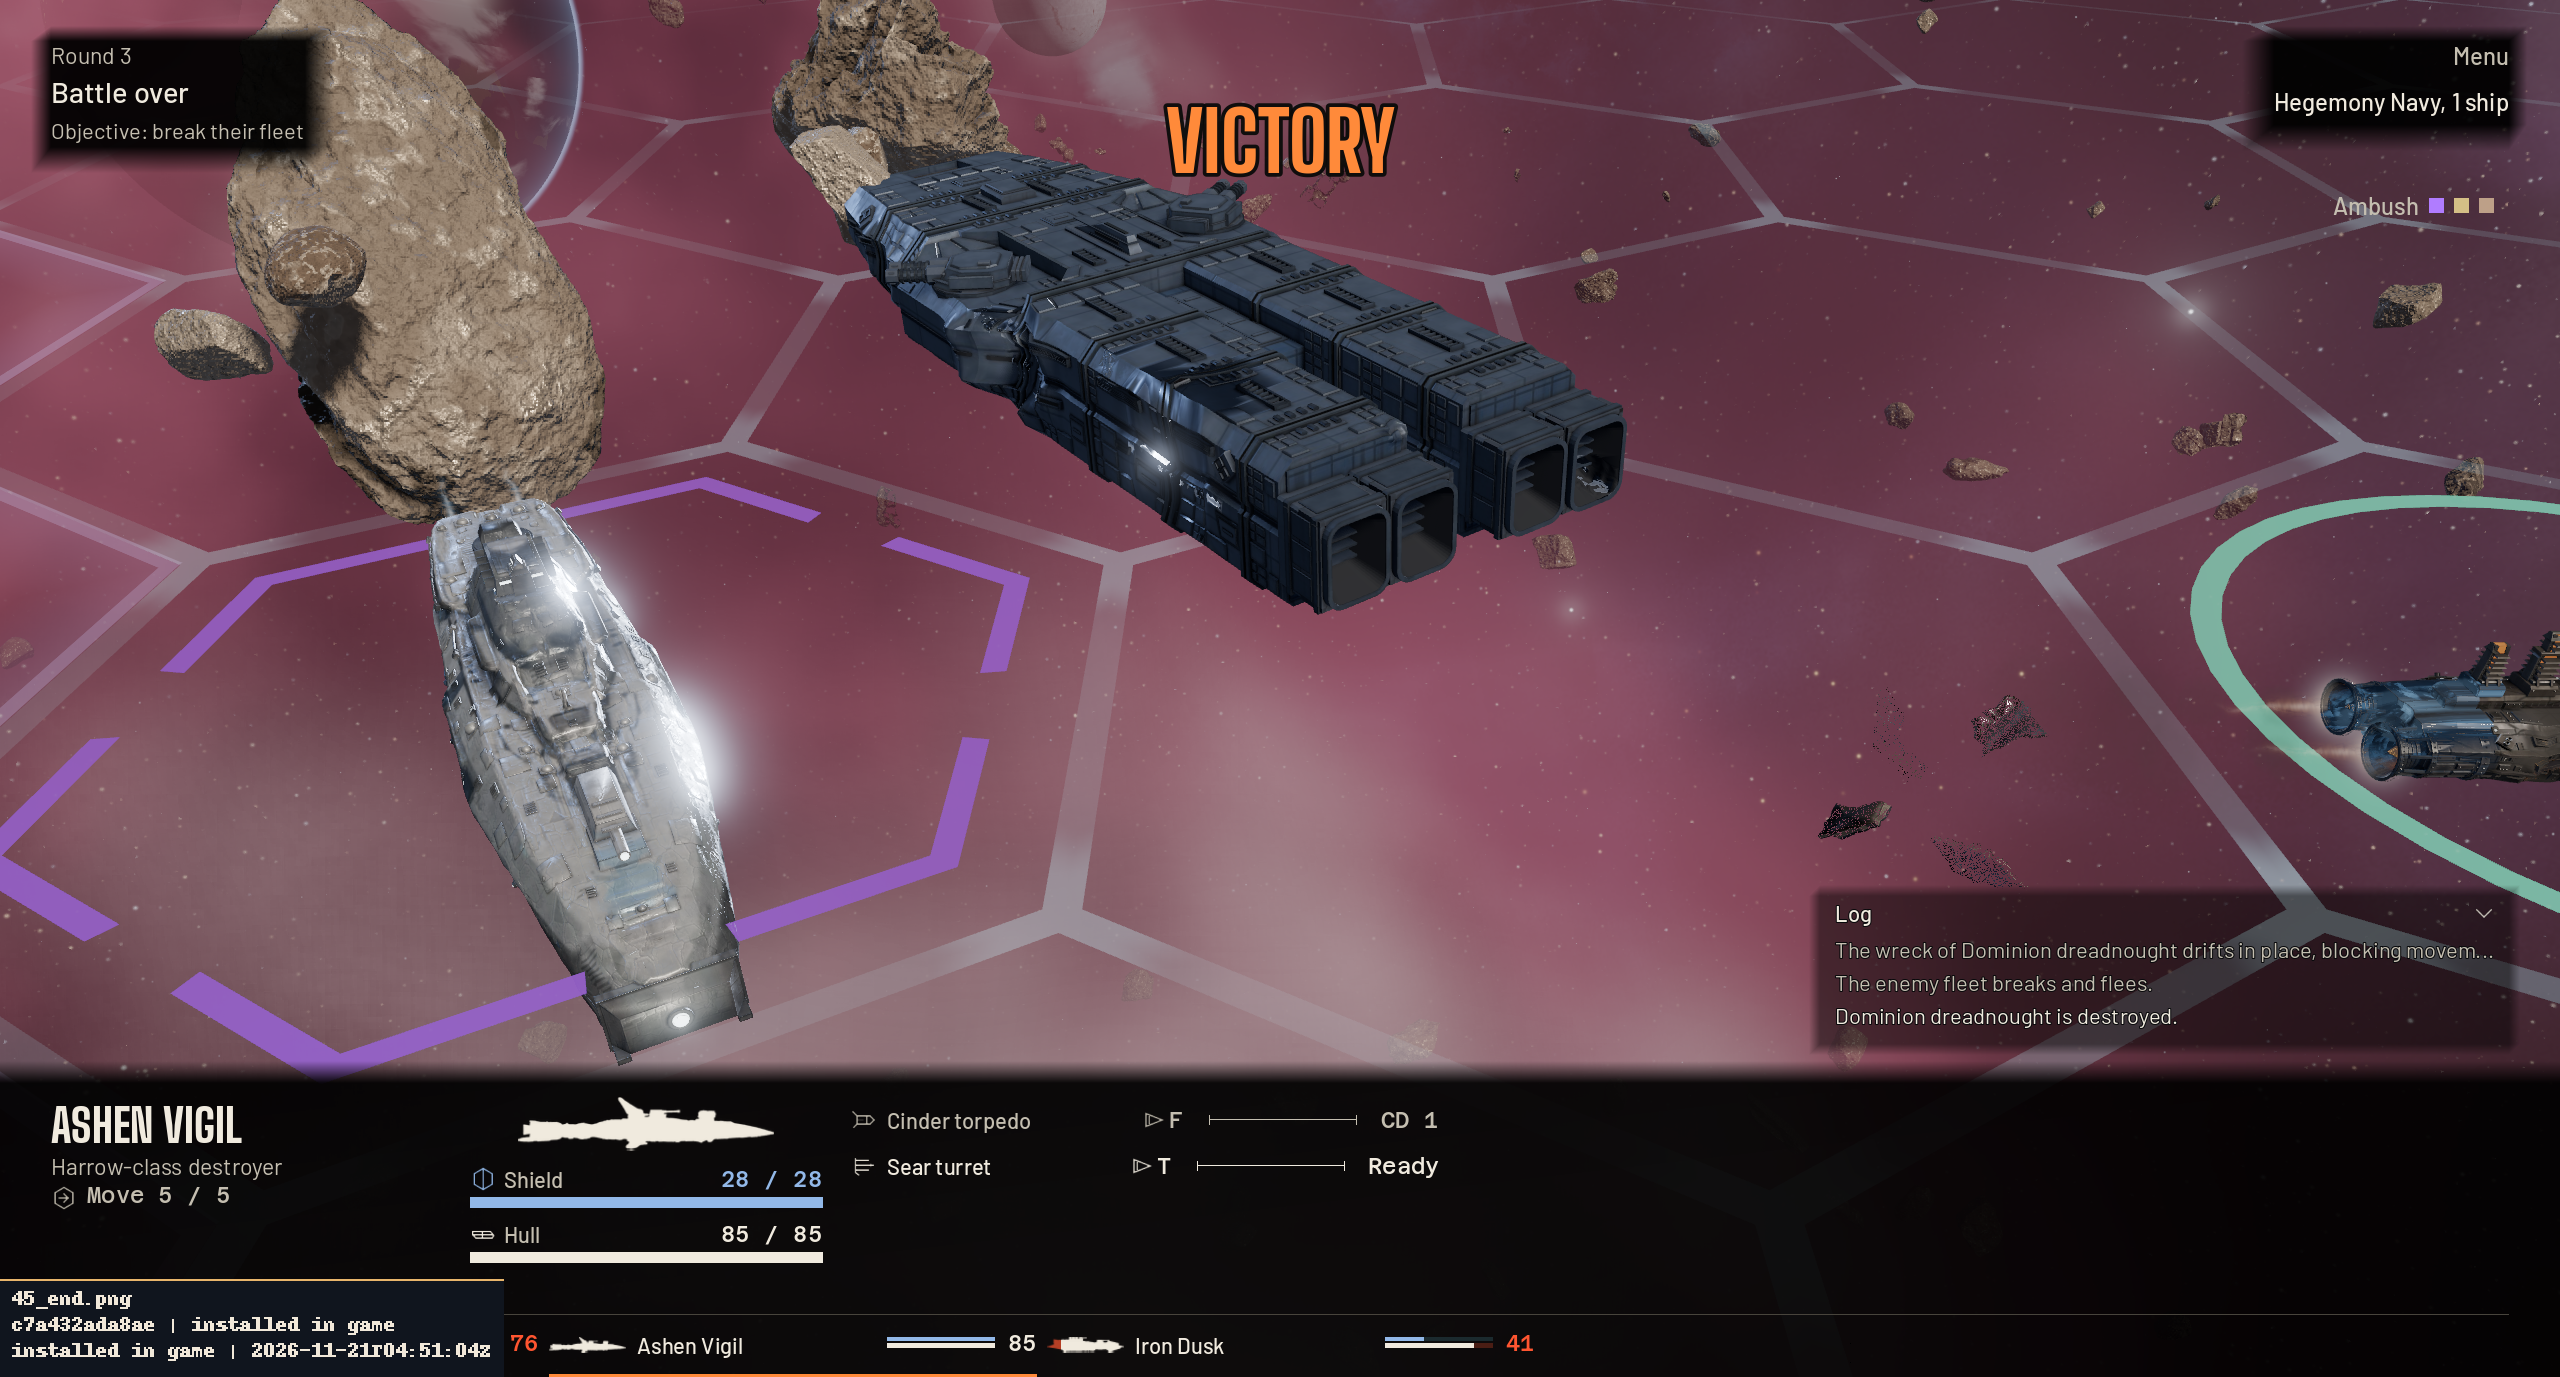 Round 3
Battle over
Objective: break their fleet
VICTORY
Menu
Hegemony Navy, 1 ship
Ambush
Log
The wreck of Dominion dreadnought drifts in place, blocking movem...
The enemy fleet breaks and flees.
Dominion dreadnought is destroyed.
ASHEN VIGIL
Harrow-class destroyer
Move 5 / 5
Shield 28 / 28
Hull 85 / 85
Cinder torpedo F CD 1
Sear turret T Ready
45_end.png
c7a432ada8ae | installed in game
installed in game | 2026-11-21T04:51:04Z
76 Ashen Vigil 85 Iron Dusk 41